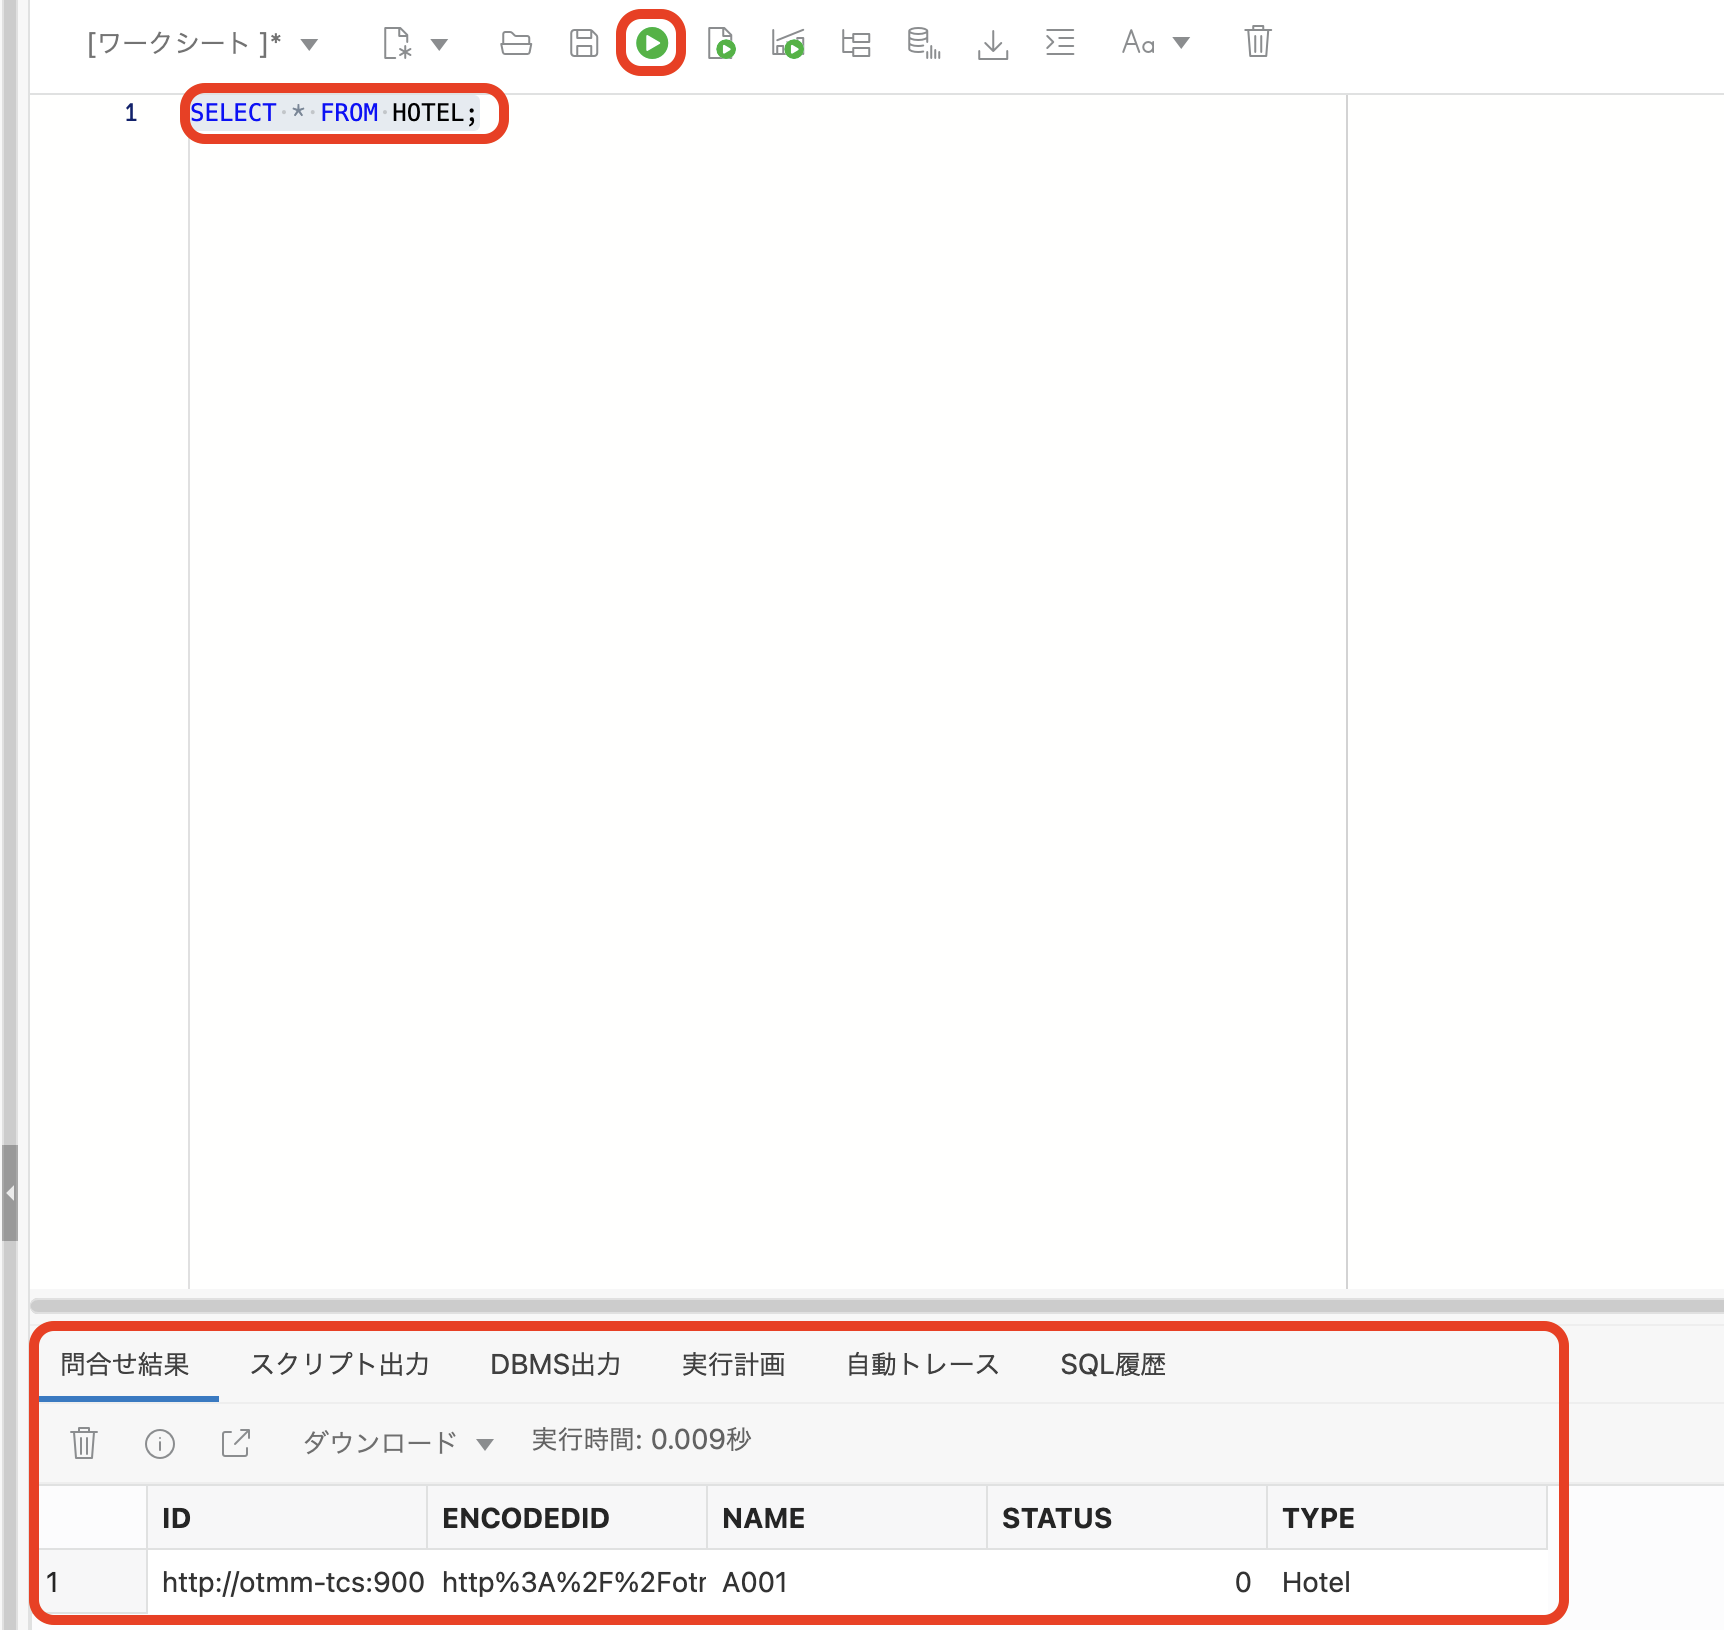 [ワークシート ]*
Aa
1 SELECT * FROM HOTEL;
問合せ結果 スクリプト出力 DBMS出力 実行計画 自動トレース SQL履歴
ダウンロード 実行時間: 0.009秒
ID ENCODEDID NAME STATUS TYPE
1 http://otmm-tcs:900 http%3A%2F%2Fotr A001 0 Hotel